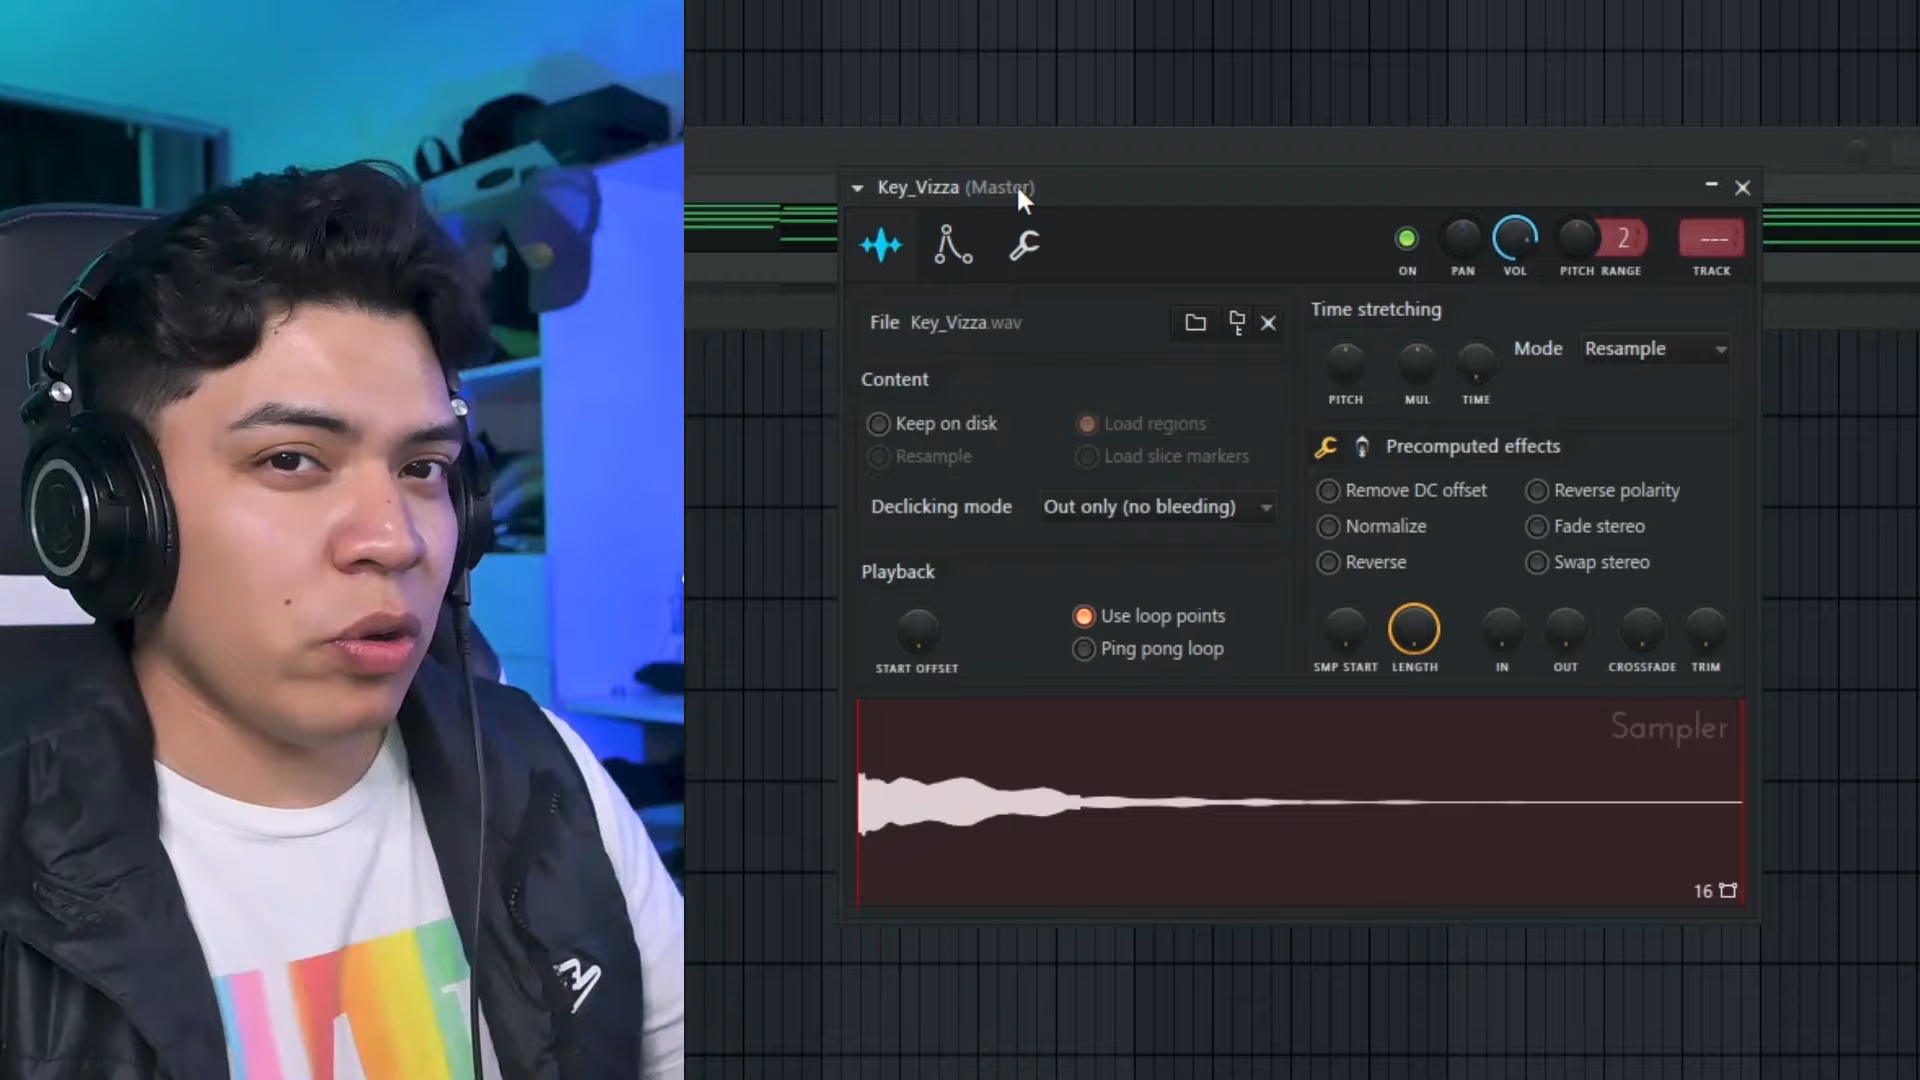 Key_Vizza (Master)
2
---
ON PAN VOL PITCH RANGE TRACK
File Key_Vizza.wav
Content
Keep on disk
Load regions
Resample
Load slice markers
Declicking mode Out only (no bleeding)
Playback
Use loop points
Ping pong loop
START OFFSET
Time stretching
Mode Resample
PITCH MUL TIME
Precomputed effects
Remove DC offset
Reverse polarity
Normalize
Fade stereo
Reverse
Swap stereo
SMP START LENGTH IN OUT CROSSFADE TRIM
Sampler
16